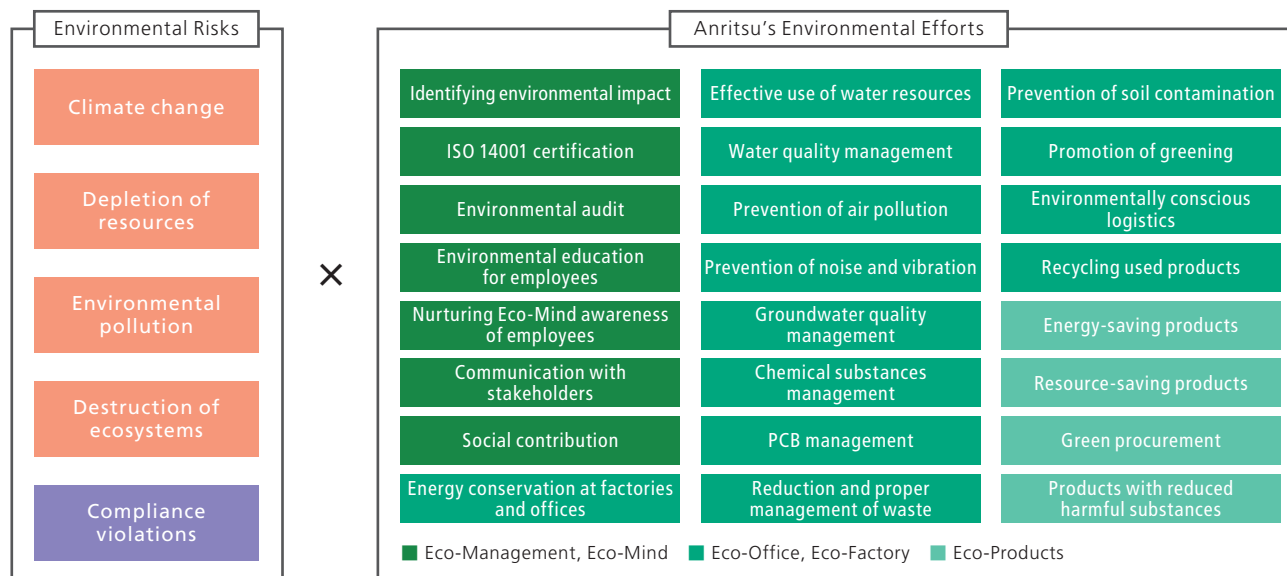 Environmental Risks
Climate change
Depletion of
resources
Environmental
pollution
Destruction of
ecosystems
Compliance
violations
×
Anritsu’s Environmental Efforts
Identifying environmental impact
ISO 14001 certification
Environmental audit
Environmental education
for employees
Nurturing Eco-Mind awareness
of employees
Communication with
stakeholders
Social contribution
Energy conservation at factories
and offices
Effective use of water resources
Water quality management
Prevention of air pollution
Prevention of noise and vibration
Groundwater quality
management
Chemical substances
management
PCB management
Reduction and proper
management of waste
Prevention of soil contamination
Promotion of greening
Environmentally conscious
logistics
Recycling used products
Energy-saving products
Resource-saving products
Green procurement
Products with reduced
harmful substances
Eco-Management, Eco-Mind
Eco-Office, Eco-Factory
Eco-Products